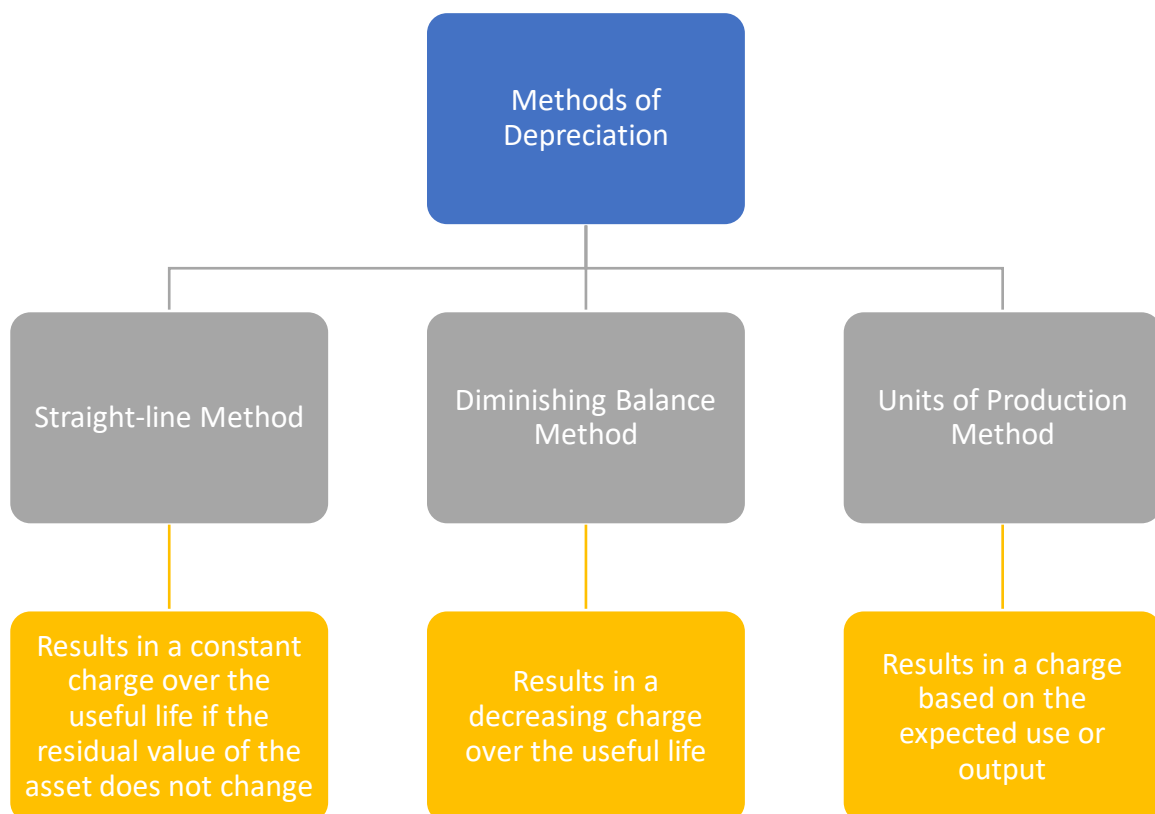 Methods of
Depreciation
Straight-line Method
Diminishing Balance
Method
Units of Production
Method
Results in a constant
charge over the
useful life if the
residual value of the
asset does not change
Results in a
decreasing charge
over the useful life
Results in a charge
based on the
expected use or
output